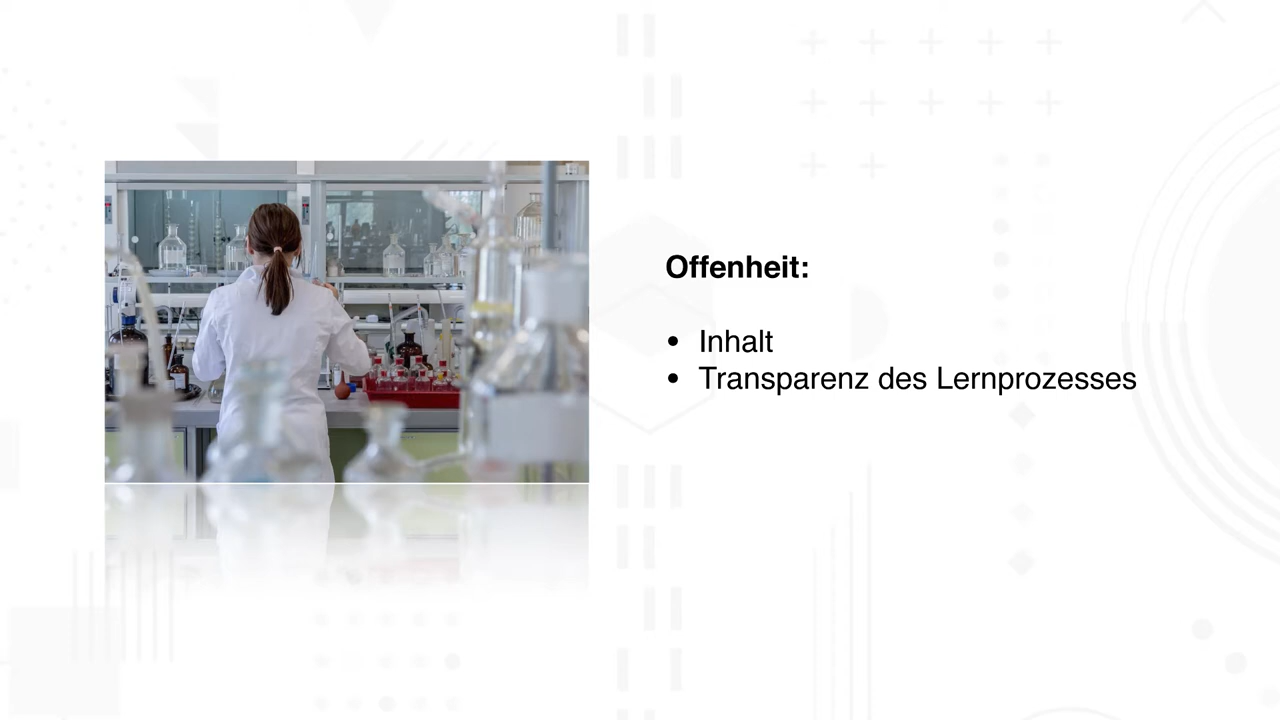 Offenheit:
• Inhalt
• Transparenz des Lernprozesses